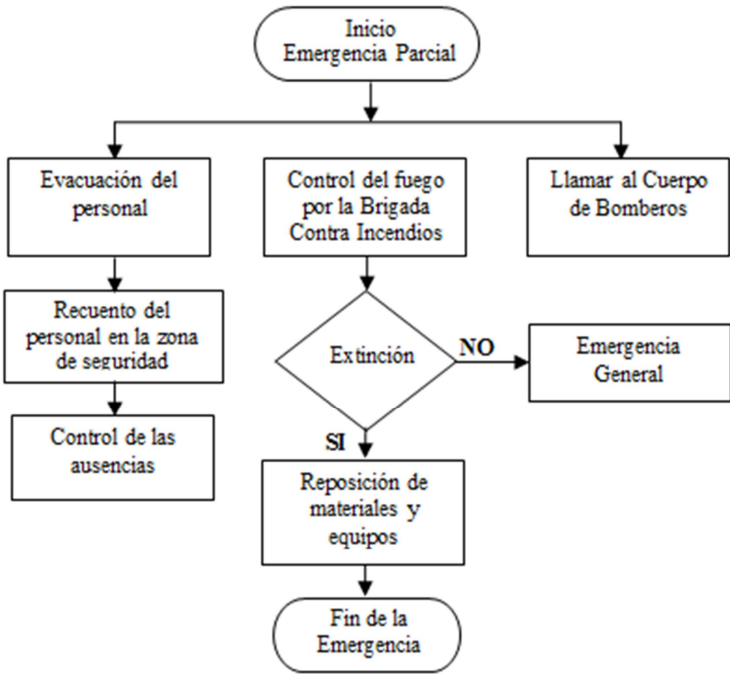 Inicio
Emergencia Parcial
Evacuación del
personal
Control del fuego
por la Brigada
Contra Incendios
Llamar al Cuerpo
de Bomberos
Recuento del
personal en la zona
de seguridad
Extinción
NO
Emergencia
General
Control de las
ausencias
SI
Reposición de
materiales y
equipos
Fin de la
Emergencia